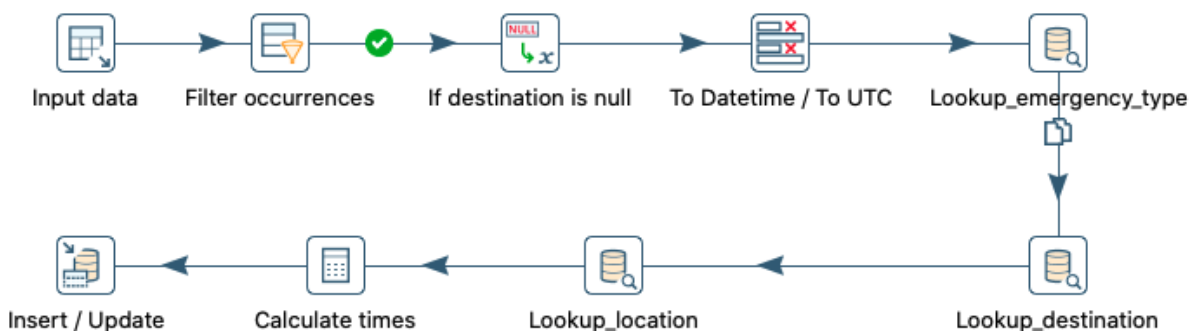 NULL
x
Input data
Filter occurrences
If destination is null
To Datetime / To UTC
Lookup_emergency_type
Insert / Update
Calculate times
Lookup_location
Lookup_destination